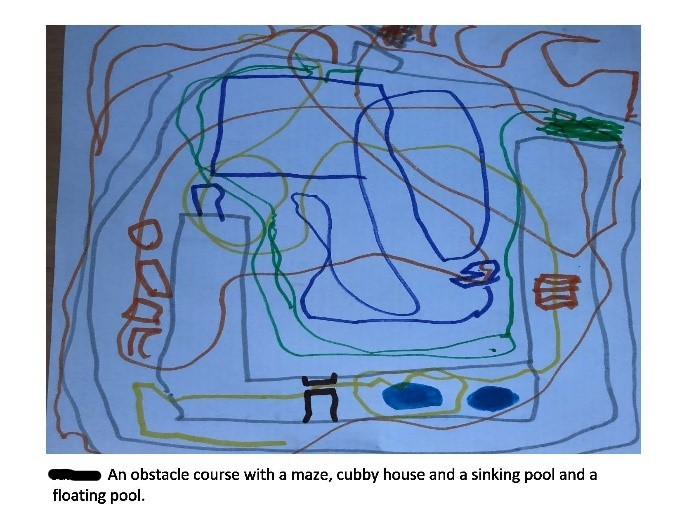 An obstacle course with a maze, cubby house and a sinking pool and a
floating pool.